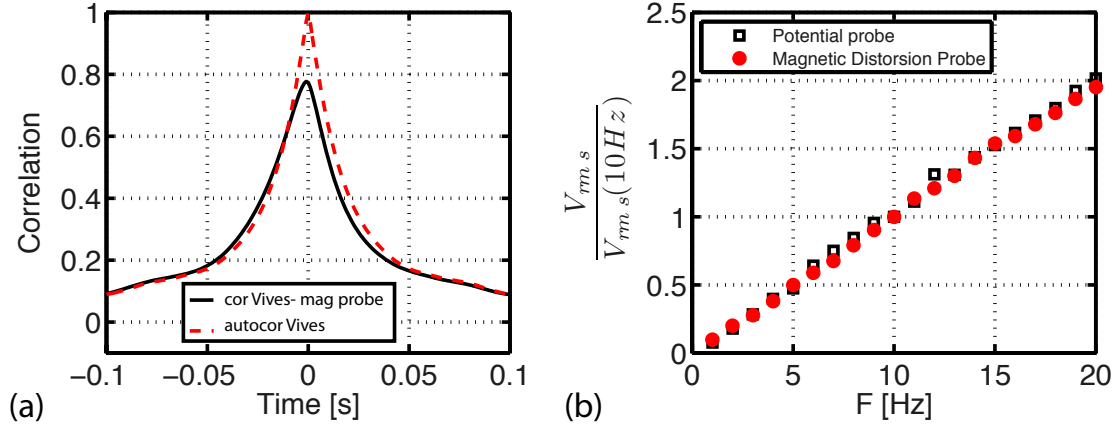 1
0.8
0.6
0.4
0.2
0
Correlation
cor Vives- mag probe
autocor Vives
−0.1 −0.05 0 0.05 0.1
Time [s]
(a)
2.5
2
1.5
1
0.5
0
V_{rms}
V_{rms}(10Hz)
Potential probe
Magnetic Distorsion Probe
0 5 10 15 20
F [Hz]
(b)